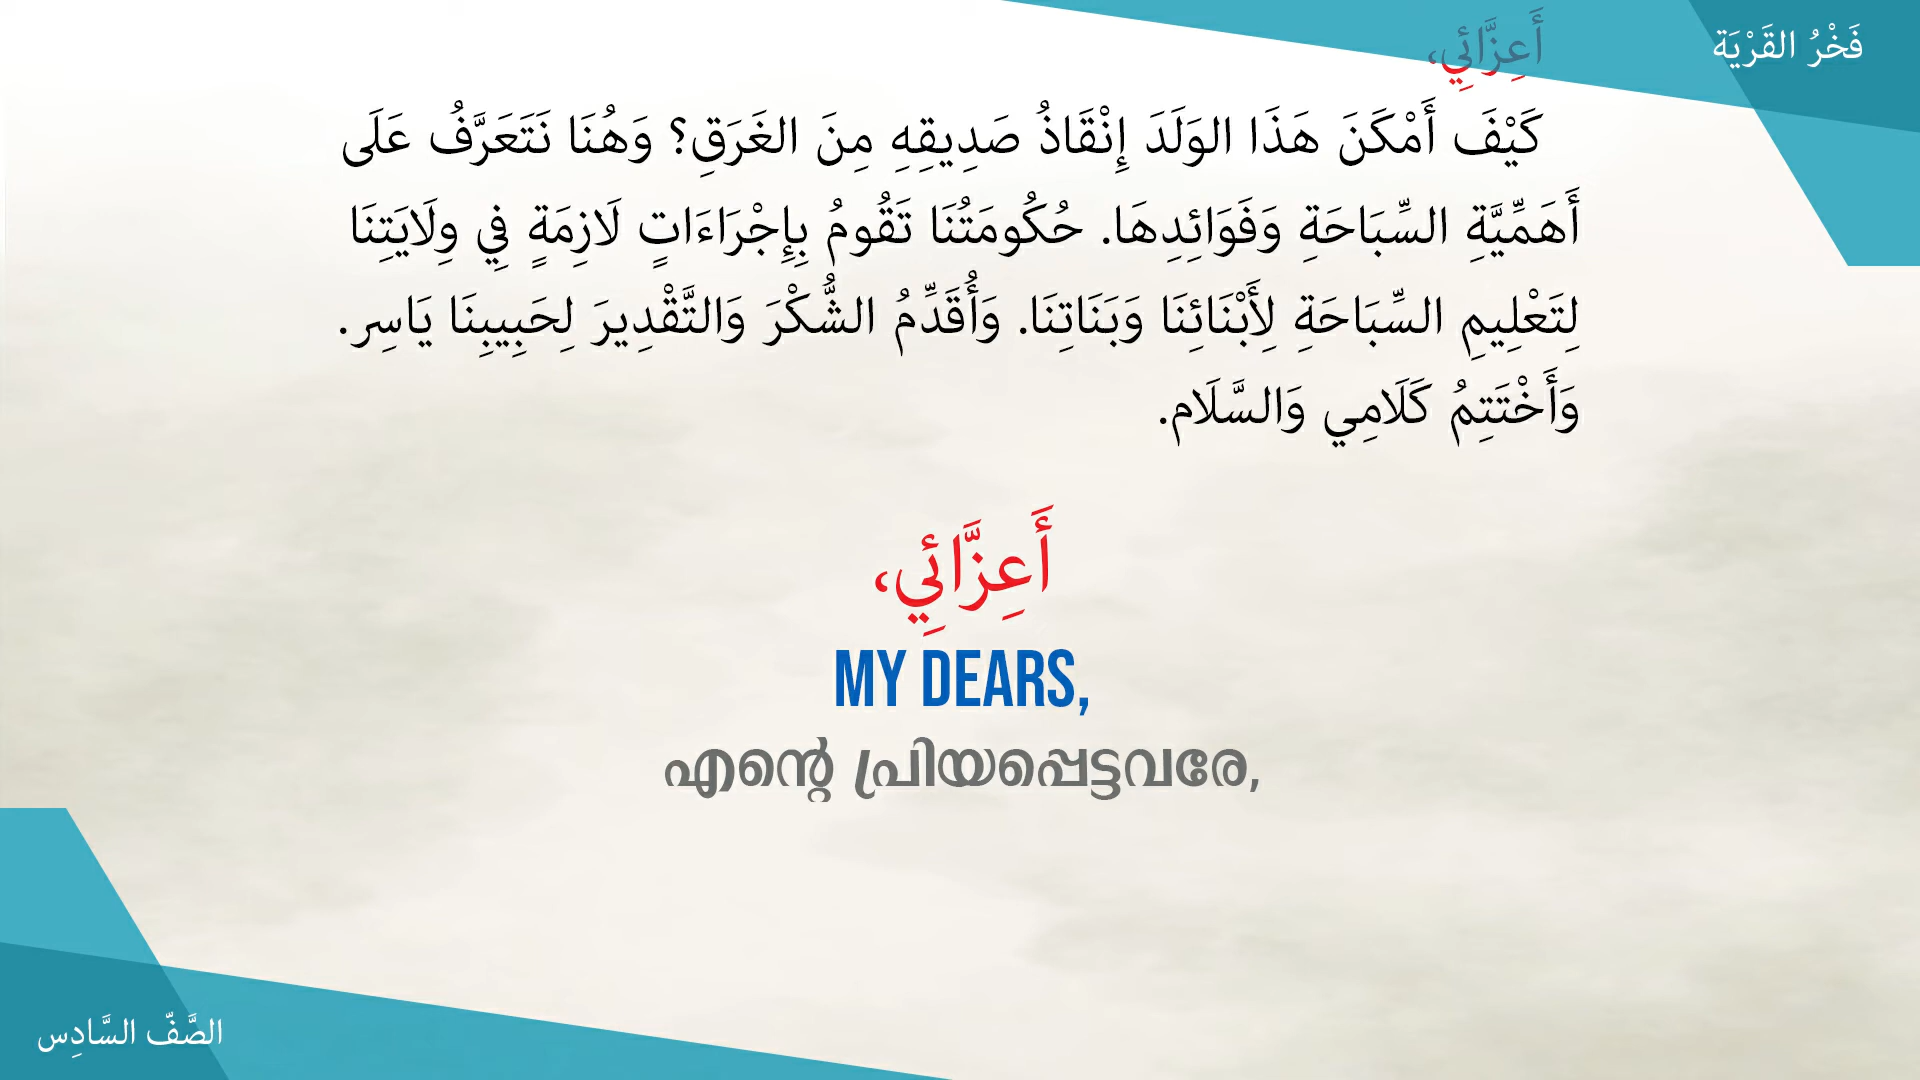 فَخْرُ القَرْيَة
أَعِزَّائِي،
كَيْفَ أَمْكَنَ هَذَا الوَلَدَ إِنْقَاذُ صَدِيقِهِ مِنَ الغَرَقِ؟ وَهُنَا نَتَعَرَّفُ عَلَى
أَهَمِّيَّةِ السِّبَاحَةِ وَفَوَائِدِهَا. حُكُومَتُنَا تَقُومُ بِإِجْرَاءَاتٍ لَازِمَةٍ فِي وِلَايَتِنَا
لِتَعْلِيمِ السِّبَاحَةِ لِأَبْنَائِنَا وَبَنَاتِنَا. وَأُقَدِّمُ الشُّكْرَ وَالتَّقْدِيرَ لِحَبِيبِنَا يَاسِر.
وَأَخْتَتِمُ كَلَامِي وَالسَّلَام.
أَعِزَّائِي،
MY DEARS,
എന്റെ പ്രിയപ്പെട്ടവരേ,
الصَّفّ السَّادِس